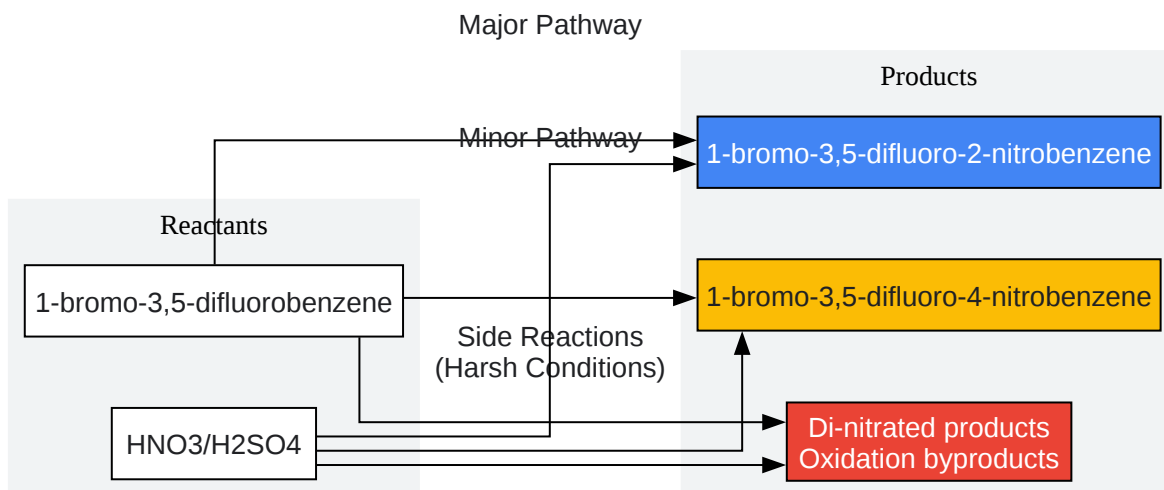 Major Pathway
Products
Minor Pathway
1-bromo-3,5-difluoro-2-nitrobenzene
Reactants
1-bromo-3,5-difluorobenzene
1-bromo-3,5-difluoro-4-nitrobenzene
Side Reactions
(Harsh Conditions)
HNO3/H2SO4
Di-nitrated products
Oxidation byproducts